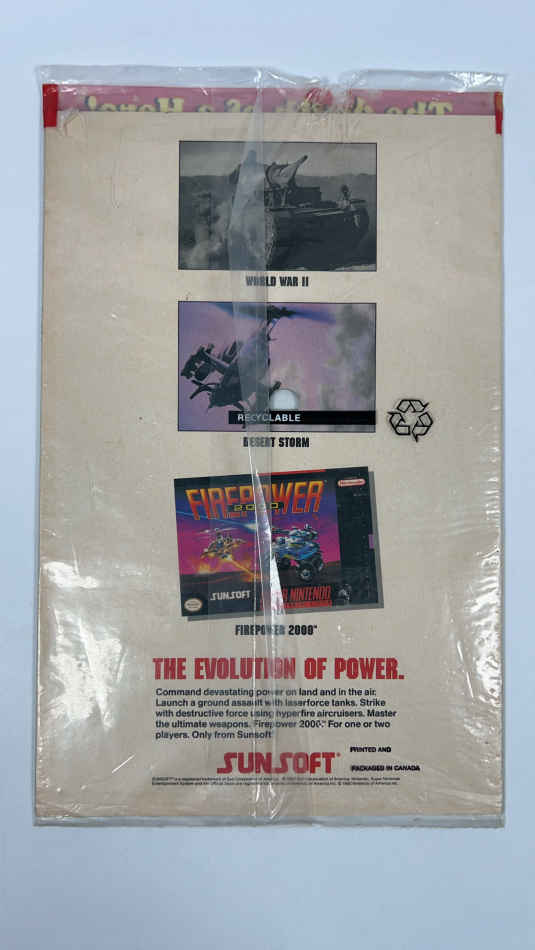 WORLD WAR II
RECYCLABLE
DESERT STORM
FIREPOWER
2000
Nintendo
SUNSOFT
SUPER NINTENDO
FIREPOWER 2000™
THE EVOLUTION OF POWER.
Command devastating power on land and in the air.
Launch a ground assault with laserforce tanks. Strike
with destructive force using hyperfire aircruisers. Master
the ultimate weapons. Firepower 2000.™ For one or two
players. Only from Sunsoft.®
SUNSOFT®
PRINTED AND
PACKAGED IN CANADA